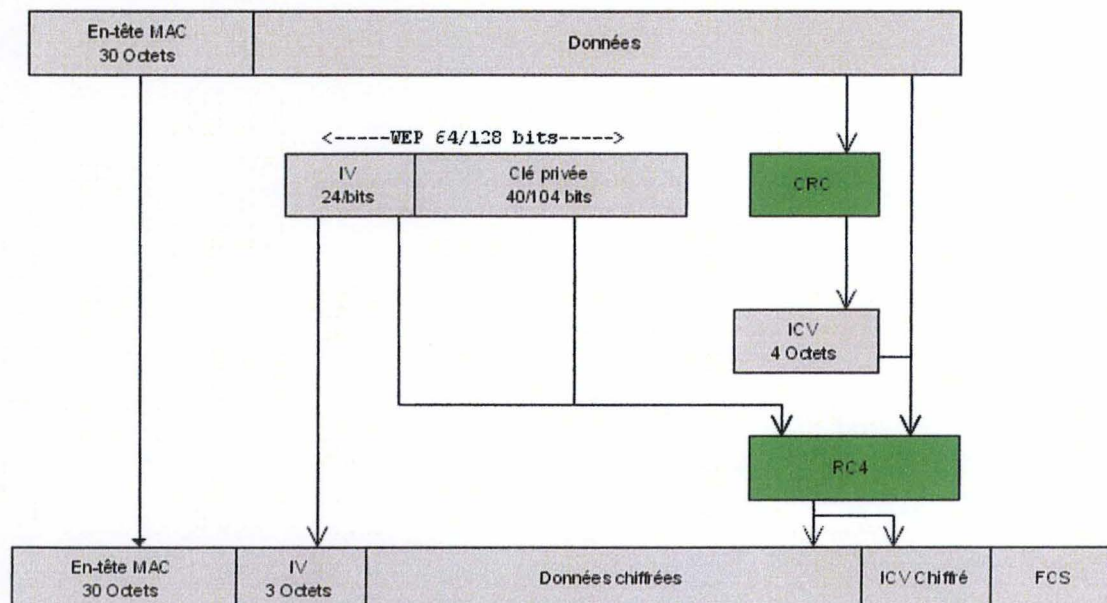 En-tête MAC
30 Octets
Données
<-----WEP 64/128 bits----->
IV
24/bits
Clé privée
40/104 bits
CRC
ICV
4 Octets
RC4
En-tête MAC
30 Octets
IV
3 Octets
Données chiffrées
ICV Chiffré
FCS